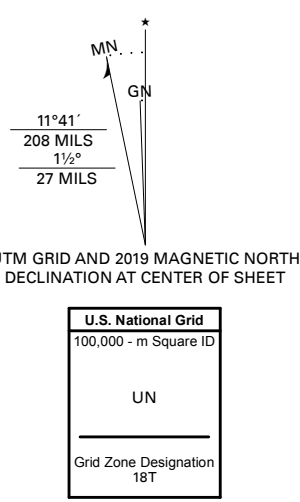 ★
MN
GN
11°41´
208 MILS
1½°
27 MILS
UTM GRID AND 2019 MAGNETIC NORTH
DECLINATION AT CENTER OF SHEET
U.S. National Grid
100,000 - m Square ID
UN
Grid Zone Designation
18T